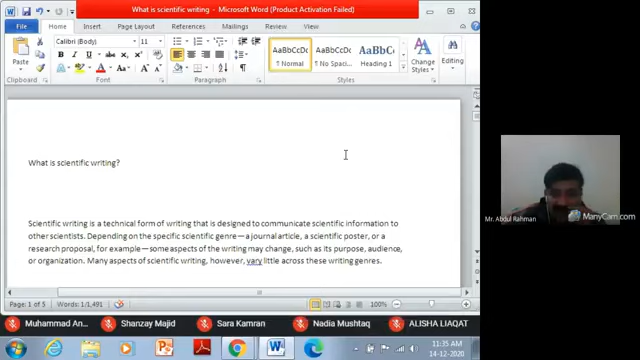 What is scientific writing - Microsoft Word (Product Activation Failed)
File Home Insert Page Layout References Mailings Review View
Calibri (Body) 11
Paste
Clipboard Font Paragraph Styles
AaBbCcDc AaBbCcDc AaBbC
¶ Normal ¶ No Spaci... Heading 1
Change Styles
Editing
What is scientific writing?
Scientific writing is a technical form of writing that is designed to communicate scientific information to
other scientists. Depending on the specific scientific genre—a journal article, a scientific poster, or a
research proposal, for example—some aspects of the writing may change, such as its purpose, audience,
or organization. Many aspects of scientific writing, however, vary little across these writing genres.
Mr. Abdul Rahman
ManyCam.com
Page: 1 of 5 Words: 1/1,491 100%
Muhammad An... Shanzay Majid Sara Kamran Nadia Mushtaq ALISHA LIAQAT
11:35 AM
14-12-2020